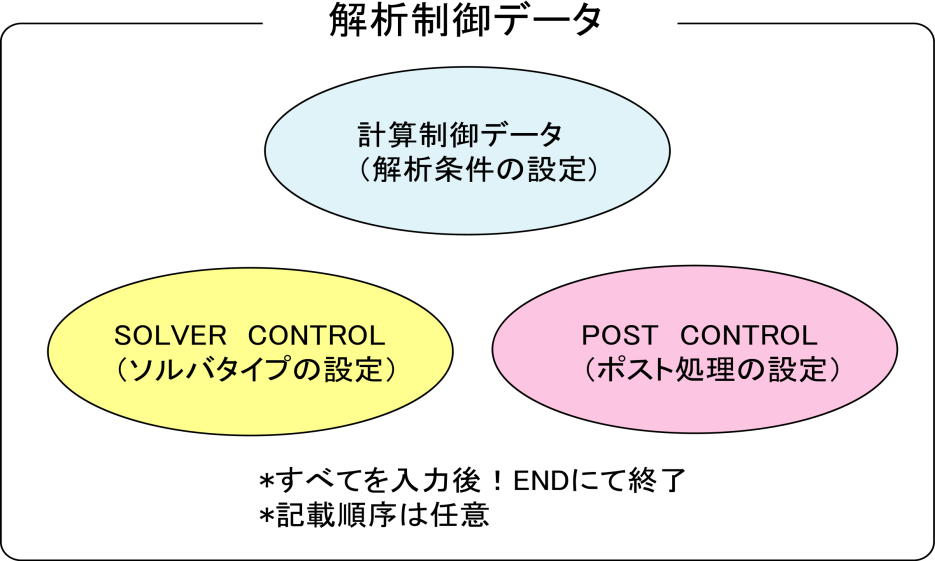 解析制御データ
計算制御データ
（解析条件の設定）
SOLVER　CONTROL
（ソルバタイプの設定）
POST　CONTROL
（ポスト処理の設定）
*すべてを入力後！ENDにて終了
*記載順序は任意